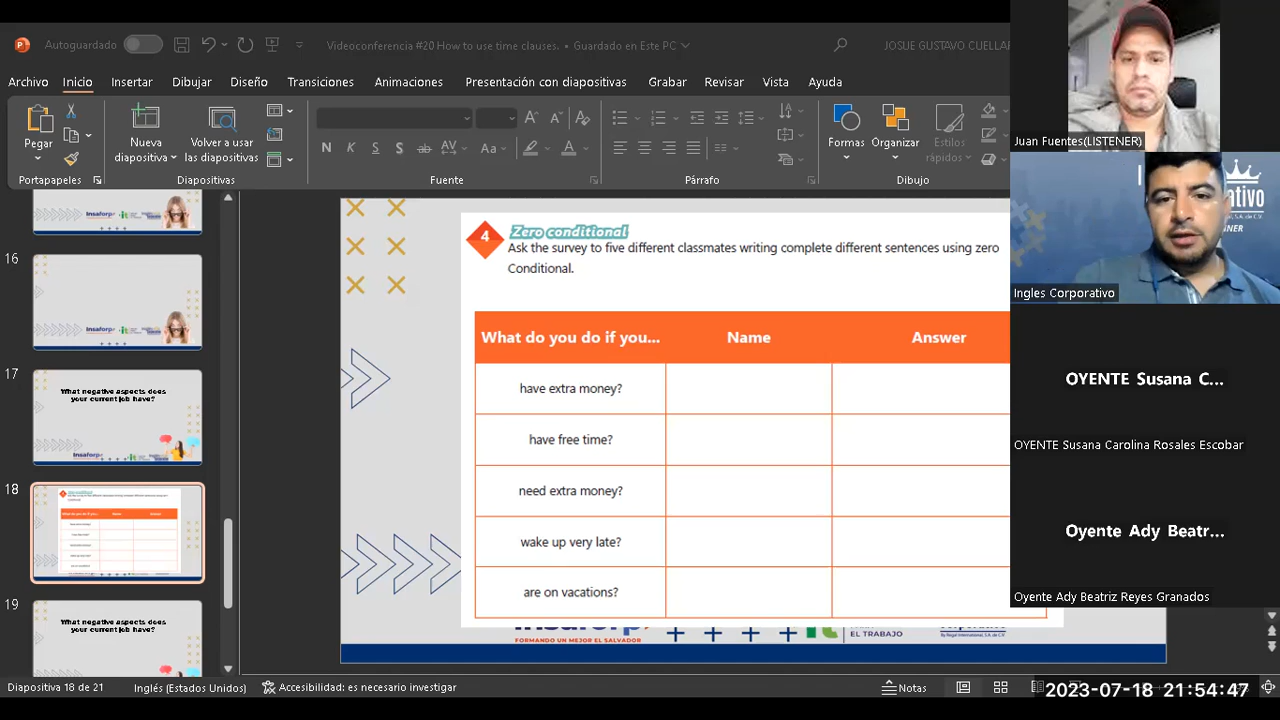 Autoguardado
Videoconferencia #20 How to use time clauses. • Guardado en Este PC
JOSUE GUSTAVO CUELLAR
Archivo Inicio Insertar Dibujar Diseño Transiciones Animaciones Presentación con diapositivas Grabar Revisar Vista Ayuda
Pegar
Nueva diapositiva
Volver a usar las diapositivas
Formas
Organizar
Estilos rápidos
Portapapeles
Diapositivas
Fuente
Párrafo
Dibujo
16
17
What negative aspects does
your current job have?
18
19
What negative aspects does
your current job have?
4
Zero conditional
Ask the survey to five different classmates writing complete different sentences using zero
Conditional.
What do you do if you... Name Answer
have extra money?
have free time?
need extra money?
wake up very late?
are on vacations?
FORMANDO UN MEJOR EL SALVADOR
EL TRABAJO
Juan Fuentes(LISTENER)
Ingles Corporativo
OYENTE Susana C...
OYENTE Susana Carolina Rosales Escobar
Oyente Ady Beatr...
Oyente Ady Beatriz Reyes Granados
Diapositiva 18 de 21
Inglés (Estados Unidos)
Accesibilidad: es necesario investigar
Notas
2023-07-18 21:54:47